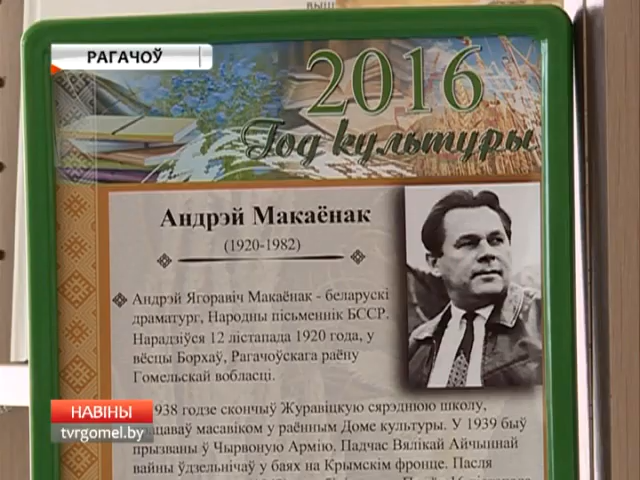 РАГАЧОЎ
2016
Год культуры
Андрэй Макаёнак
(1920-1982)
Андрэй Ягоравіч Макаёнак - беларускі
драматург, Народны пісьменнік БССР.
Нарадзіўся 12 лістапада 1920 года, у
вёсцы Борхаў, Рагачоўскага раёну
Гомельскай вобласці.
НАВІНЫ
tvrgomel.by
938 годзе скончыў Журавіцкую сярэднюю школу,
масавіком у раённым Доме культуры. У 1939 быў
прызваны ў Чырвоную Армію. Падчас Вялікай Айчыннай
вайны ўдзельнічаў у баях на Крымскім фронце. Пасля